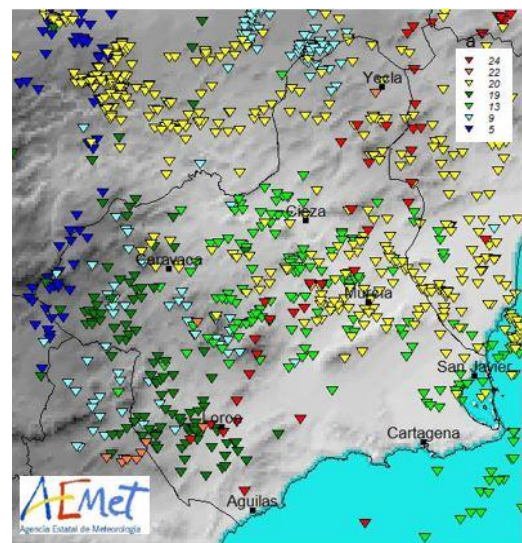 a
Yecla
24
22
20
19
13
9
5
Cieza
Caravaca
Murcia
San Javier
Lorca
Cartagena
Aguilas
AEMet
Agencia Estatal de Meteorología